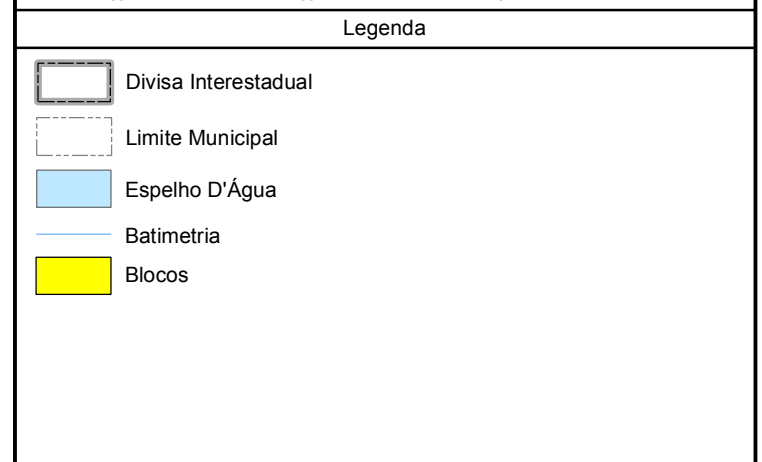 Legenda
Divisa Interestadual
Limite Municipal
Espelho D'Água
Batimetria
Blocos